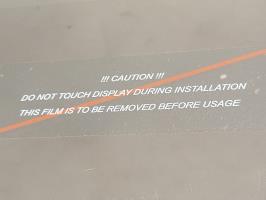 !!! CAUTION !!!
DO NOT TOUCH DISPLAY DURING INSTALLATION
THIS FILM IS TO BE REMOVED BEFORE USAGE